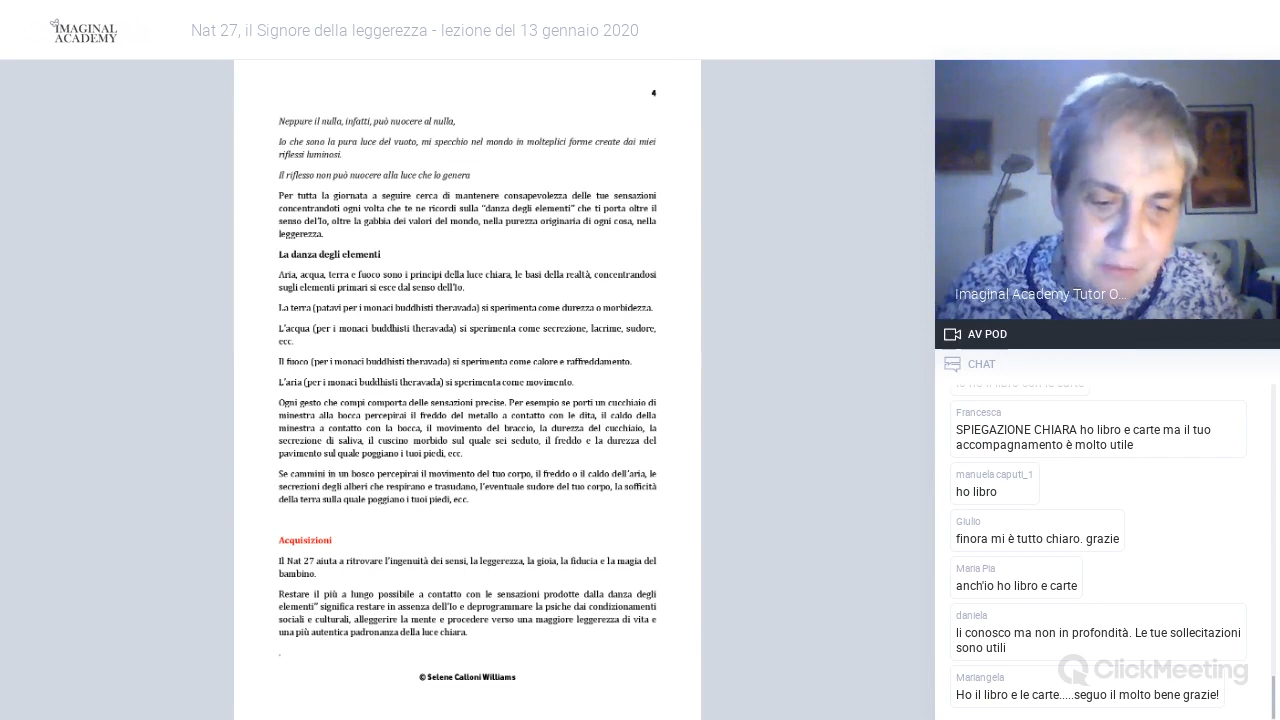 IMAGINAL
ACADEMY
Nat 27, il Signore della leggerezza - lezione del 13 gennaio 2020
4
Neppure il nulla, infatti, può nuocere al nulla,
Io che sono la pura luce del vuoto, mi specchio nel mondo in molteplici forme create dai miei
riflessi luminosi.
Il riflesso non può nuocere alla luce che lo genera
Per tutta la giornata a seguire cerca di mantenere consapevolezza delle tue sensazioni
concentrandoti ogni volta che te ne ricordi sulla “danza degli elementi” che ti porta oltre il
senso del’Io, oltre la gabbia dei valori del mondo, nella purezza originaria di ogni cosa, nella
leggerezza.
La danza degli elementi
Aria, acqua, terra e fuoco sono i principi della luce chiara, le basi della realtà, concentrandosi
sugli elementi primari si esce dal senso dell’Io.
La terra (patavi per i monaci buddhisti theravada) si sperimenta come durezza o morbidezza.
L’acqua (per i monaci buddhisti theravada) si sperimenta come secrezione, lacrime, sudore,
ecc.
Il fuoco (per i monaci buddhisti theravada) si sperimenta come calore e raffreddamento.
L’aria (per i monaci buddhisti theravada) si sperimenta come movimento.
Ogni gesto che compi comporta delle sensazioni precise. Per esempio se porti un cucchiaio di
minestra alla bocca percepirai il freddo del metallo a contatto con le dita, il caldo della
minestra a contatto con la bocca, il movimento del braccio, la durezza del cucchiaio, la
secrezione di saliva, il cuscino morbido sul quale sei seduto, il freddo e la durezza del
pavimento sul quale poggiano i tuoi piedi, ecc.
Se cammini in un bosco percepirai il movimento del tuo corpo, il freddo o il caldo dell’aria, le
secrezioni degli alberi che respirano e trasudano, l’eventuale sudore del tuo corpo, la sofficità
della terra sulla quale poggiano i tuoi piedi, ecc.
Acquisizioni
Il Nat 27 aiuta a ritrovare l’ingenuità dei sensi, la leggerezza, la gioia, la fiducia e la magia del
bambino.
Restare il più a lungo possibile a contatto con le sensazioni prodotte dalla danza degli
elementi” significa restare in assenza dell’Io e deprogrammare la psiche dai condizionamenti
sociali e culturali, alleggerire la mente e procedere verso una maggiore leggerezza di vita e
una più autentica padronanza della luce chiara.
.
© Selene Calloni Williams
Imaginal Academy Tutor O...
AV POD
CHAT
io ho il libro con le carte
Francesca
SPIEGAZIONE CHIARA ho libro e carte ma il tuo
accompagnamento è molto utile
manuela caputi_1
ho libro
Giulio
finora mi è tutto chiaro. grazie
Maria Pia
anch'io ho libro e carte
daniela
li conosco ma non in profondità. Le tue sollecitazioni
sono utili
ClickMeeting
Mariangela
Ho il libro e le carte.....seguo il molto bene grazie!